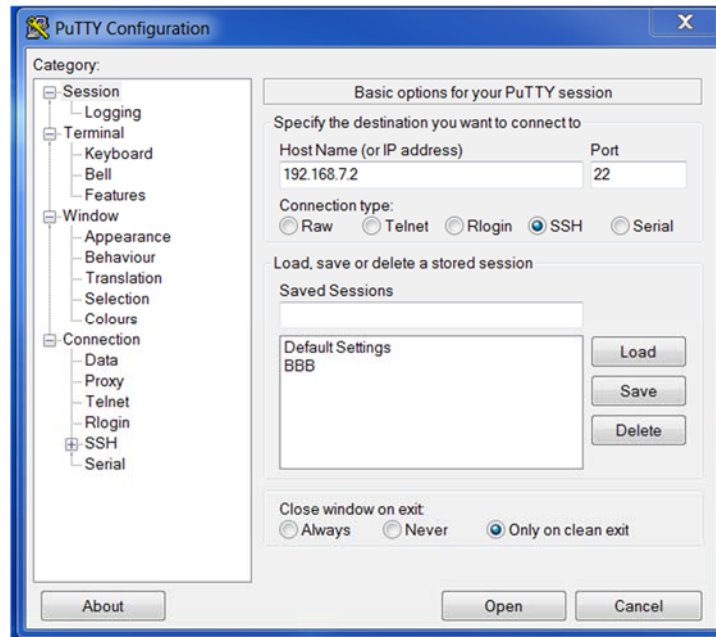 PuTTY Configuration
X
Category:
Session
Logging
Terminal
Keyboard
Bell
Features
Window
Appearance
Behaviour
Translation
Selection
Colours
Connection
Data
Proxy
Telnet
Rlogin
SSH
Serial
Basic options for your PuTTY session
Specify the destination you want to connect to
Host Name (or IP address) Port
192.168.7.2 22
Connection type:
Raw Telnet Rlogin SSH Serial
Load, save or delete a stored session
Saved Sessions
Default Settings
BBB
Load
Save
Delete
Close window on exit:
Always Never Only on clean exit
About Open Cancel